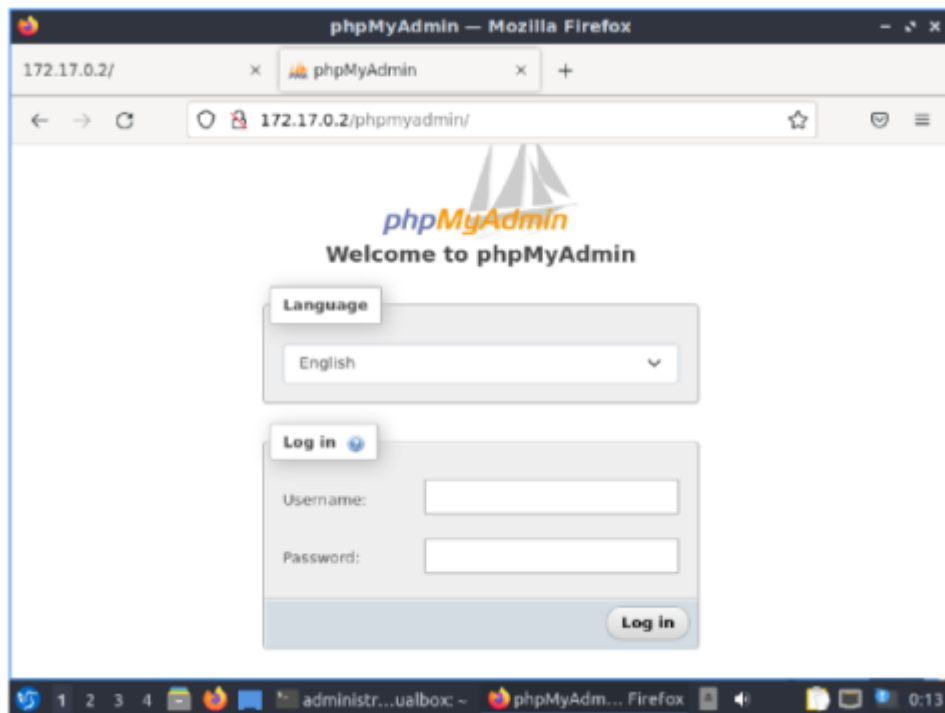 phpMyAdmin — Mozilla Firefox
172.17.0.2/
phpMyAdmin
172.17.0.2/phpmyadmin/
phpMyAdmin
Welcome to phpMyAdmin
Language
English
Log in
Username:
Password:
Log in
1 2 3 4 administr...ualbox: ~ phpMyAdm... Firefox 0:13